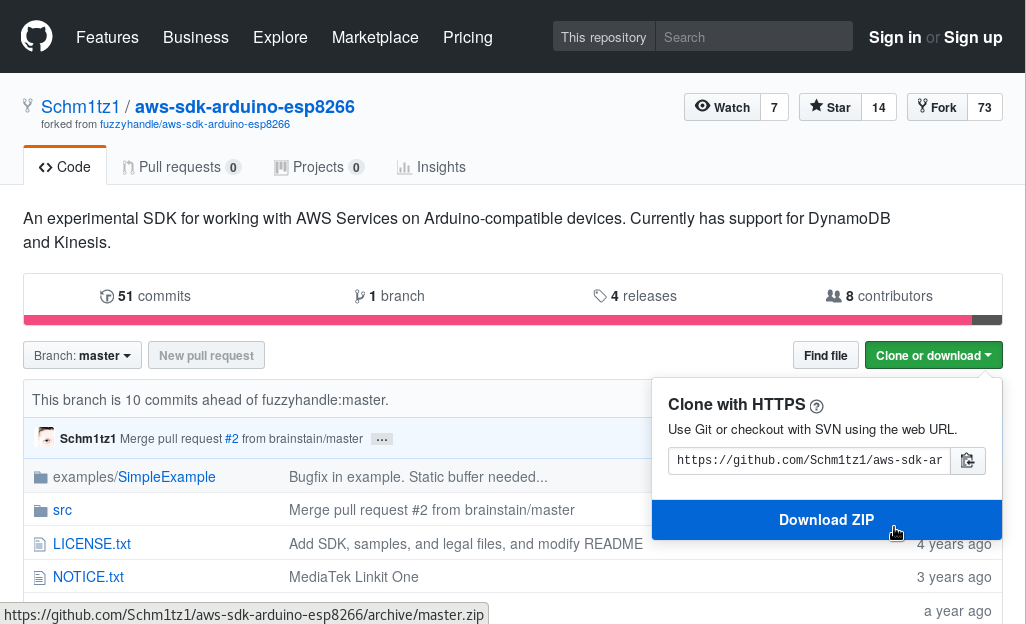 Features Business Explore Marketplace Pricing This repository Search Sign in or Sign up
Schm1tz1 / aws-sdk-arduino-esp8266
forked from fuzzyhandle/aws-sdk-arduino-esp8266
Watch 7 Star 14 Fork 73
Code Pull requests 0 Projects 0 Insights
An experimental SDK for working with AWS Services on Arduino-compatible devices. Currently has support for DynamoDB
and Kinesis.
51 commits 1 branch 4 releases 8 contributors
Branch: master New pull request Find file Clone or download
This branch is 10 commits ahead of fuzzyhandle:master.
Schm1tz1 Merge pull request #2 from brainstain/master ...
Clone with HTTPS ?
Use Git or checkout with SVN using the web URL.
https://github.com/Schm1tz1/aws-sdk-ar
Download ZIP
examples/SimpleExample Bugfix in example. Static buffer needed...
src Merge pull request #2 from brainstain/master
LICENSE.txt Add SDK, samples, and legal files, and modify README 4 years ago
NOTICE.txt MediaTek Linkit One 3 years ago
a year ago
https://github.com/Schm1tz1/aws-sdk-arduino-esp8266/archive/master.zip